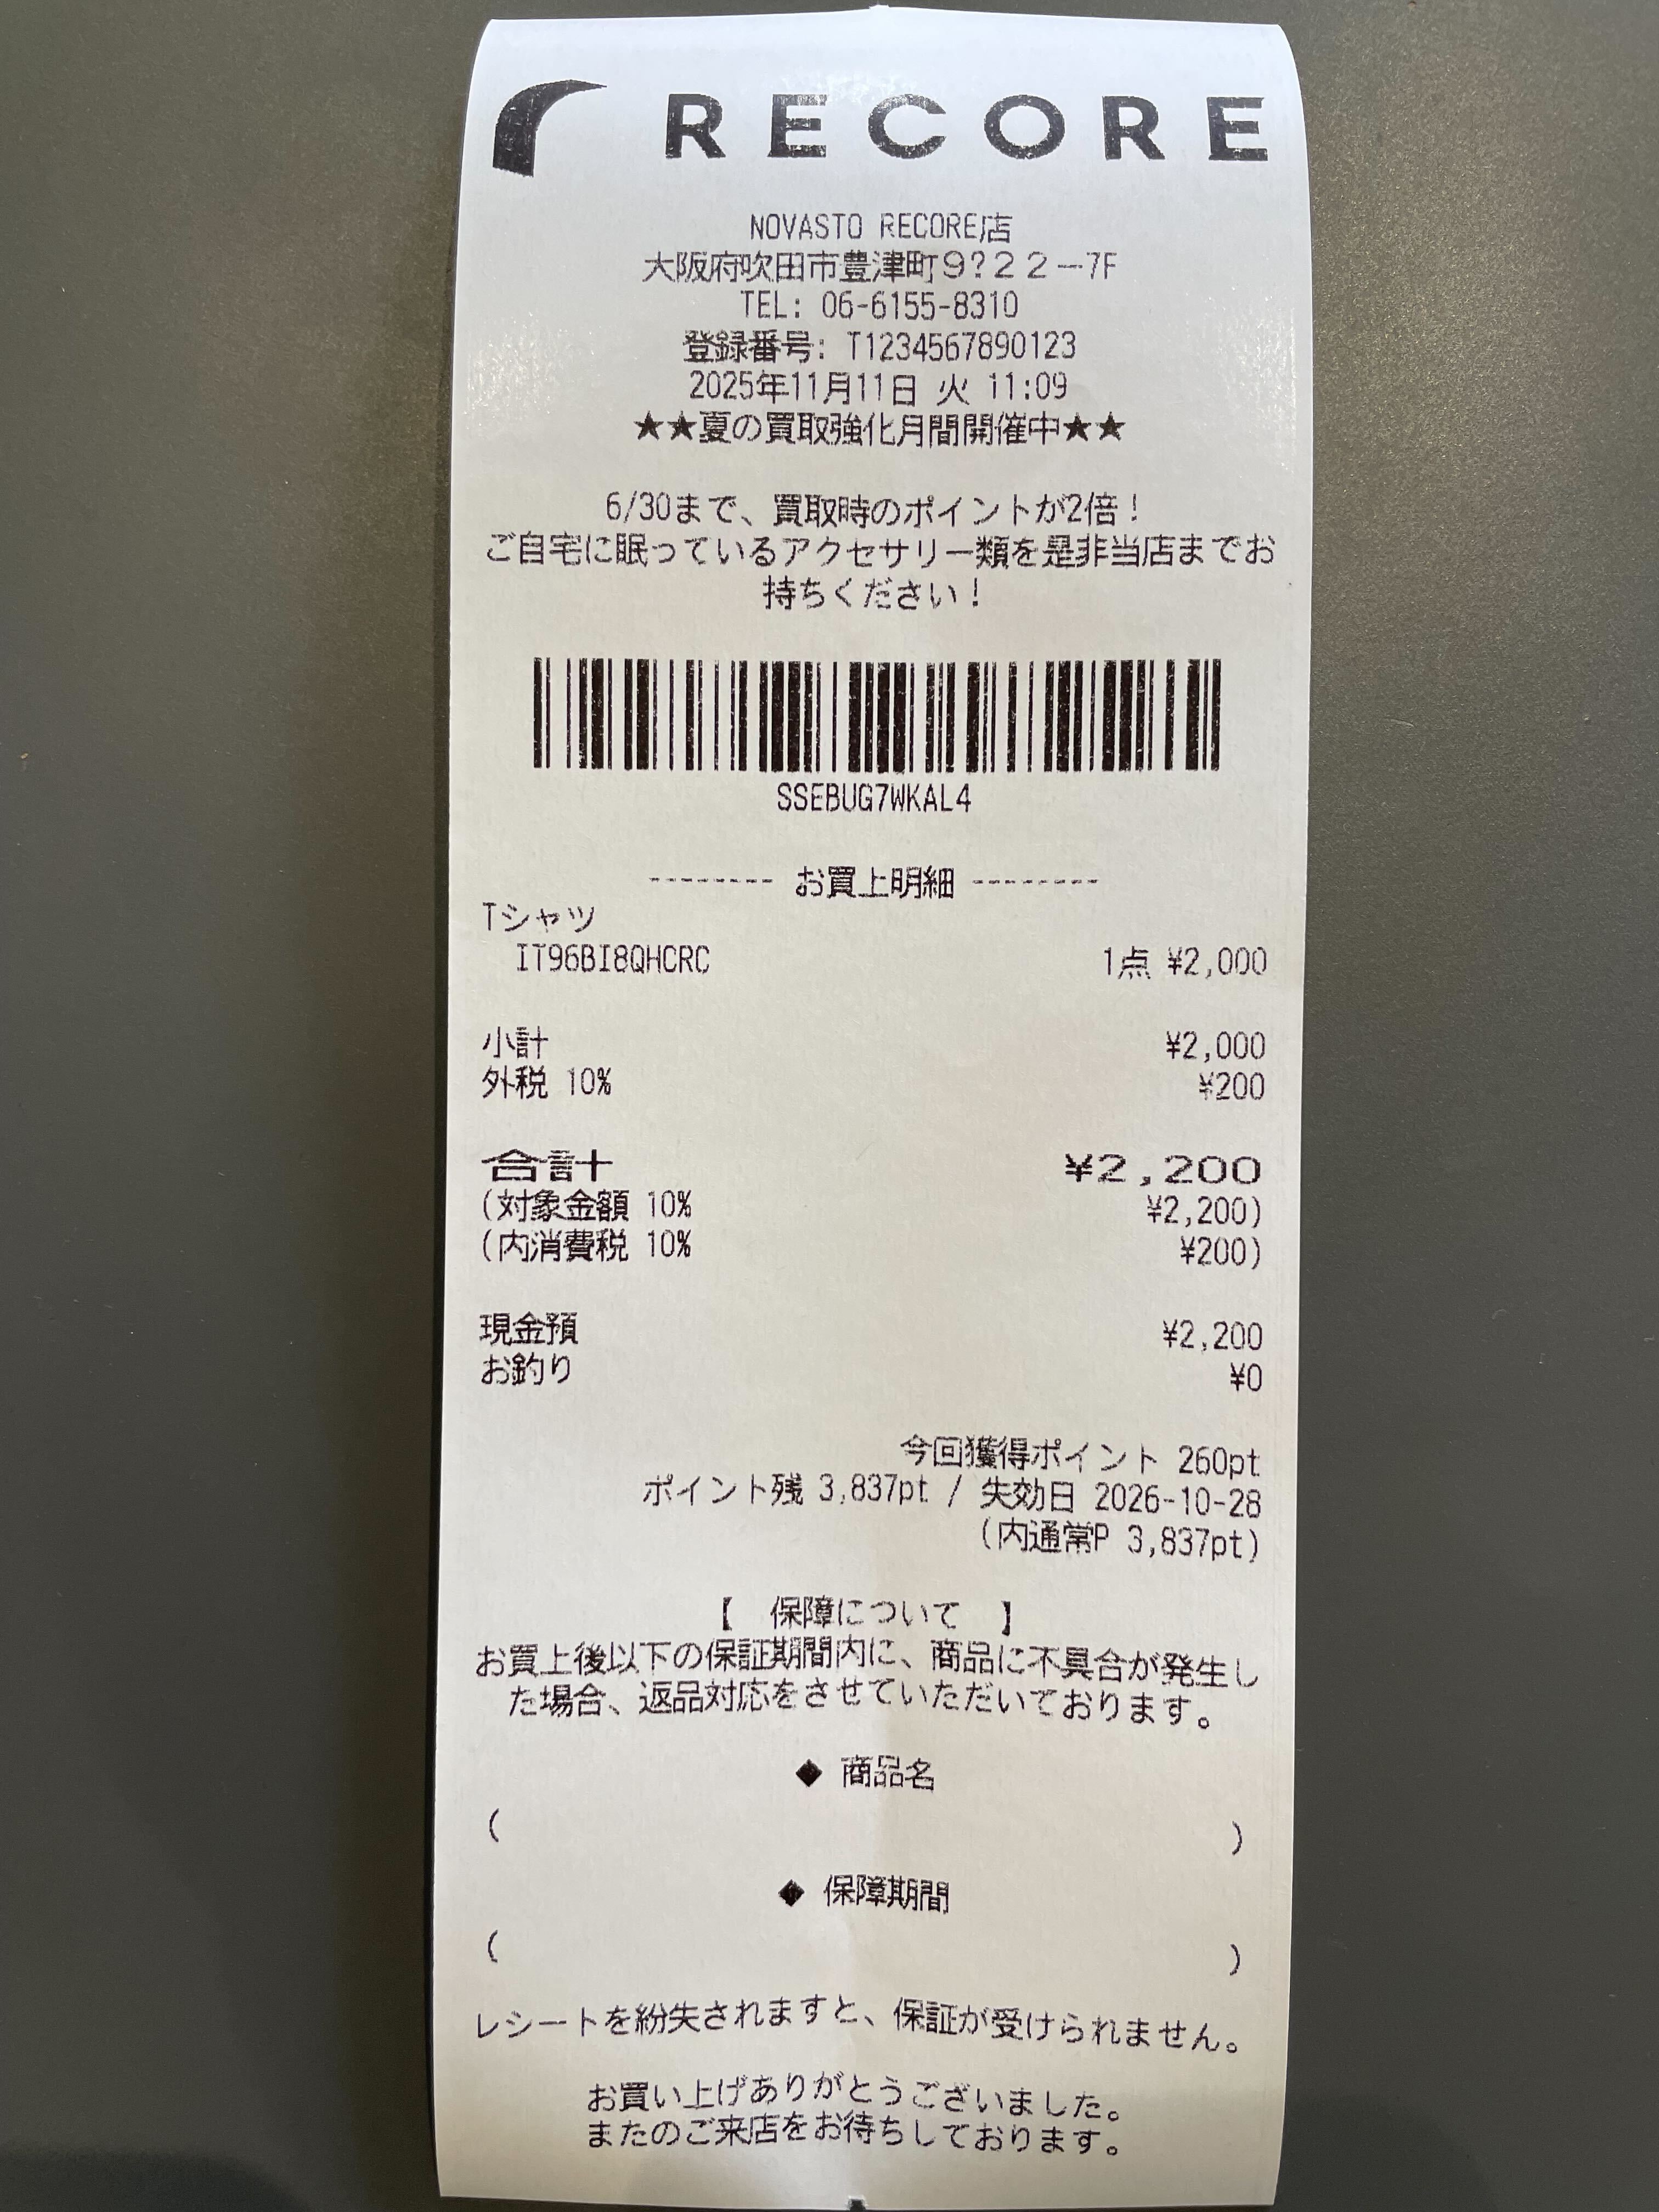 RECORE
NOVASTO RECORE店
大阪府吹田市豊津町9?22ー7F
TEL: 06-6155-8310
登録番号: T1234567890123
2025年11月11日 火 11:09
★★夏の買取強化月間開催中★★
6/30まで、買取時のポイントが2倍！
ご自宅に眠っているアクセサリー類を是非当店までお
持ちください！
SSEBUG7WKAL4
-------- お買上明細 --------
Tシャツ
IT96BI8QHCRC 1点 ¥2,000
小計 ¥2,000
外税 10% ¥200
合計 ¥2,200
(対象金額 10% ¥2,200)
(内消費税 10% ¥200)
現金預 ¥2,200
お釣り ¥0
今回獲得ポイント 260pt
ポイント残 3,837pt / 失効日 2026-10-28
(内通常P 3,837pt)
【 保障について 】
お買上後以下の保証期間内に、商品に不具合が発生し
た場合、返品対応をさせていただいております。
◆ 商品名
( )
◆ 保障期間
( )
レシートを紛失されますと、保証が受けられません。
お買い上げありがとうございました。
またのご来店をお待ちしております。